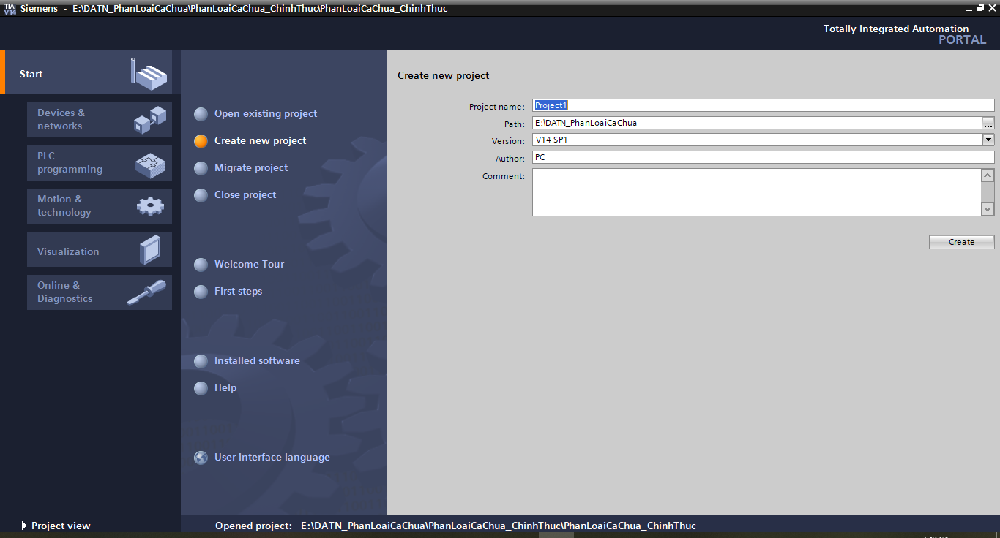 TIA
V14
Siemens - E:\DATN_PhanLoaiCaChua\PhanLoaiCaChua_ChinhThuc\PhanLoaiCaChua_ChinhThuc
Totally Integrated Automation
PORTAL
Start
Devices &
networks
PLC
programming
Motion &
technology
Visualization
Online &
Diagnostics
Open existing project
Create new project
Migrate project
Close project
Welcome Tour
First steps
Installed software
Help
User interface language
Create new project
Project name: Project1
Path: E:\DATN_PhanLoaiCaChua
...
Version: V14 SP1
Author: PC
Comment:
Create
Project view
Opened project: E:\DATN_PhanLoaiCaChua\PhanLoaiCaChua_ChinhThuc\PhanLoaiCaChua_ChinhThuc